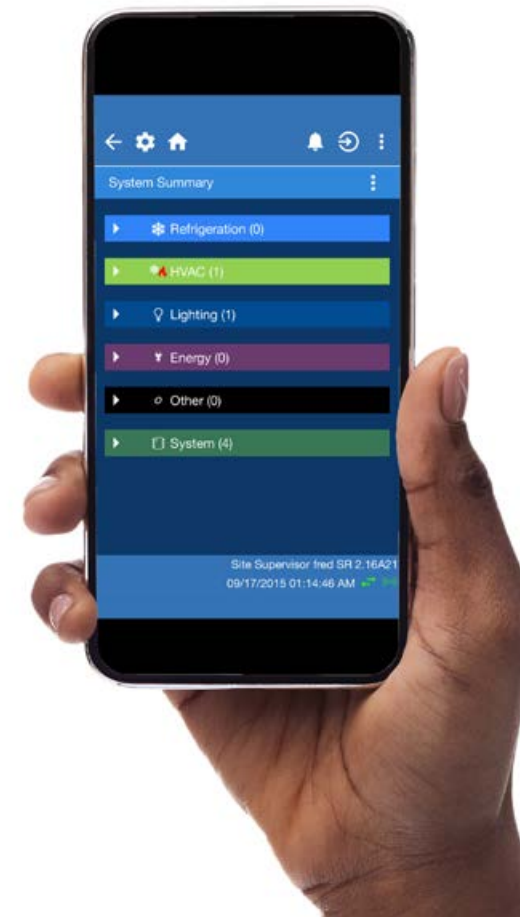 System Summary
Refrigeration (0)
HVAC (1)
Lighting (1)
Energy (0)
Other (0)
System (4)
Site Supervisor fred SR 2.16A21
09/17/2015 01:14:46 AM